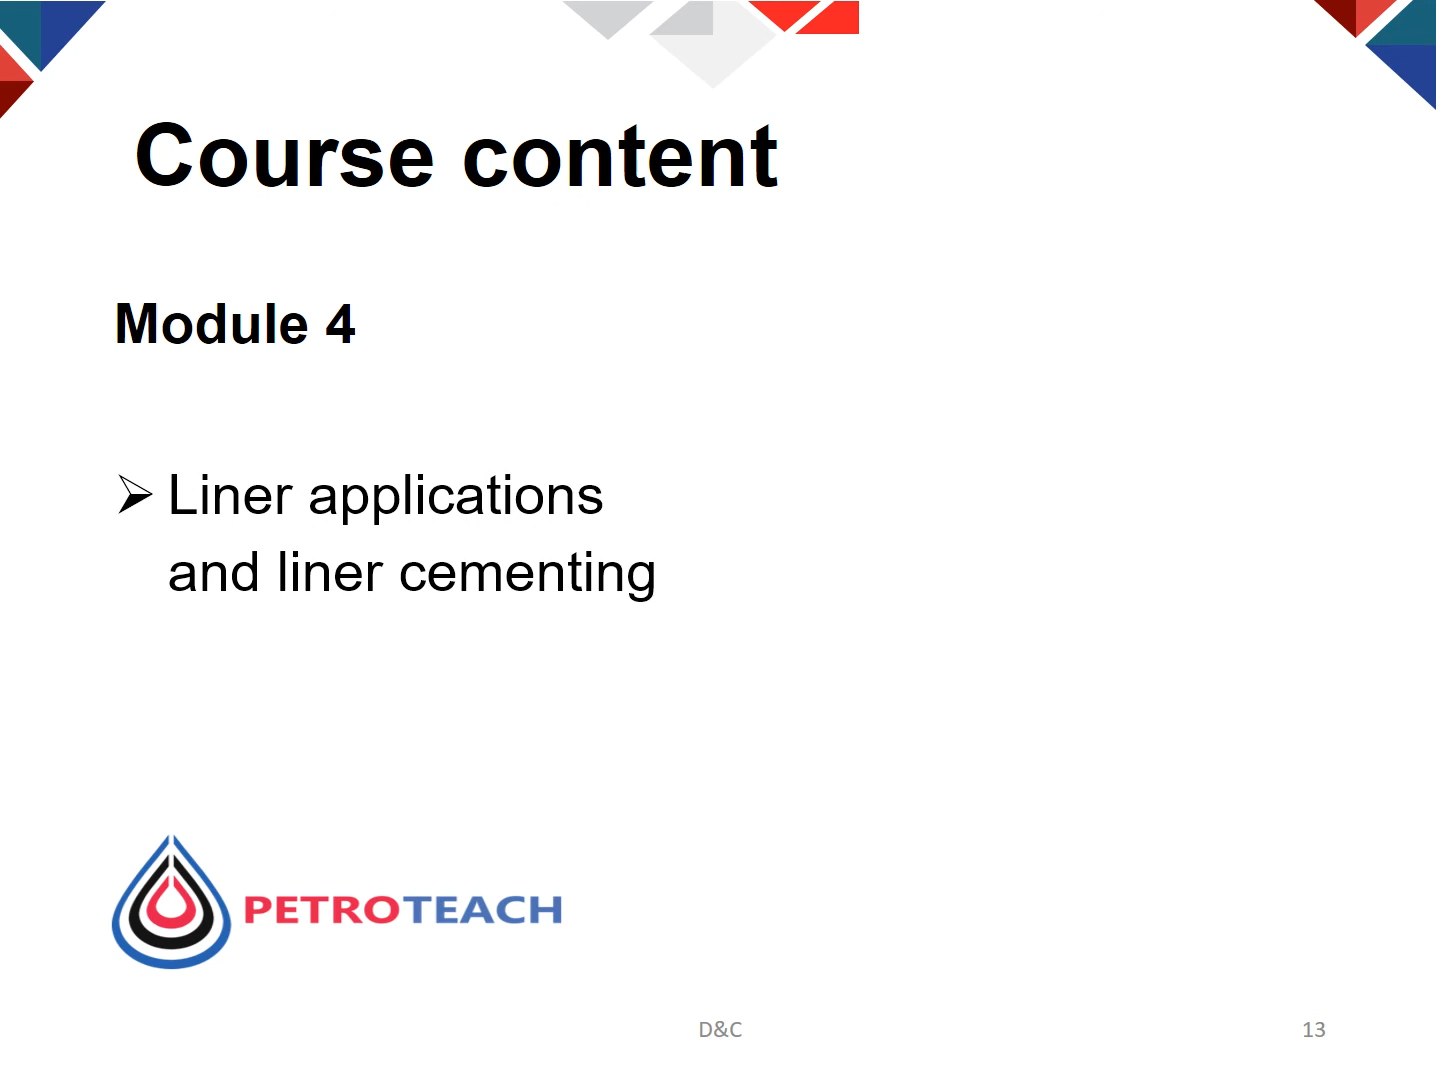 Course content
Module 4
➢ Liner applications
and liner cementing
PETROTEACH
D&C
13